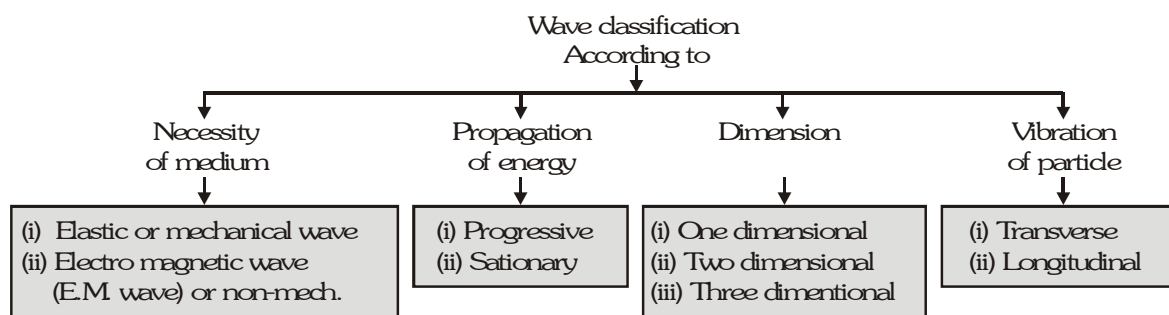 Wave classification
According to
Necessity
of medium
Propagation
of energy
Dimension
Vibration
of particle
(i) Elastic or mechanical wave
(ii) Electro magnetic wave
(E.M. wave) or non-mech.
(i) Progressive
(ii) Sationary
(i) One dimensional
(ii) Two dimensional
(iii) Three dimentional
(i) Transverse
(ii) Longitudinal